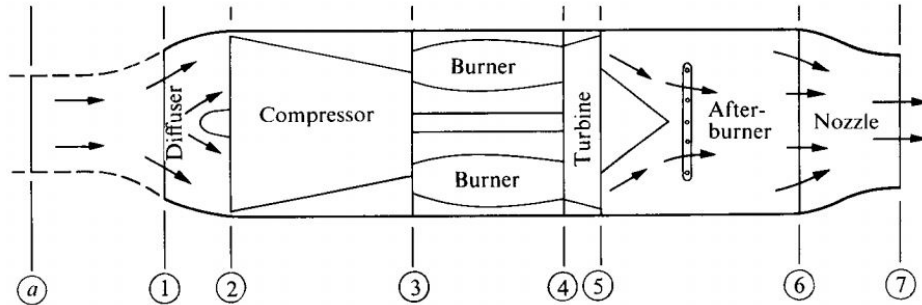 Burner
Diffuser
Compressor
Turbine
After-
burner
Nozzle
Burner
a 1 2 3 4 5 6 7